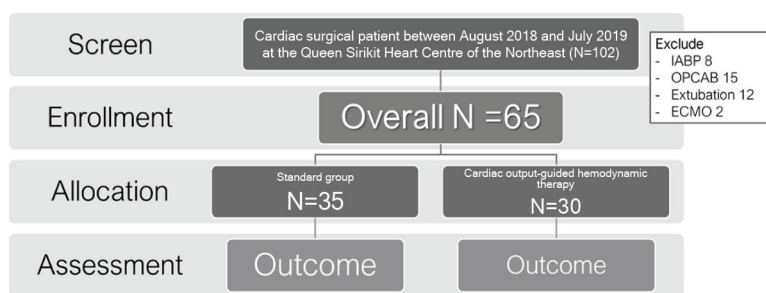 Screen
Cardiac surgical patient between August 2018 and July 2019
at the Queen Sirikit Heart Centre of the Northeast (N=102)
Exclude
- IABP 8
- OPCAB 15
- Extubation 12
- ECMO 2
Enrollment
Overall N =65
Allocation
Standard group
N=35
Cardiac output-guided hemodynamic
therapy
N=30
Assessment
Outcome
Outcome